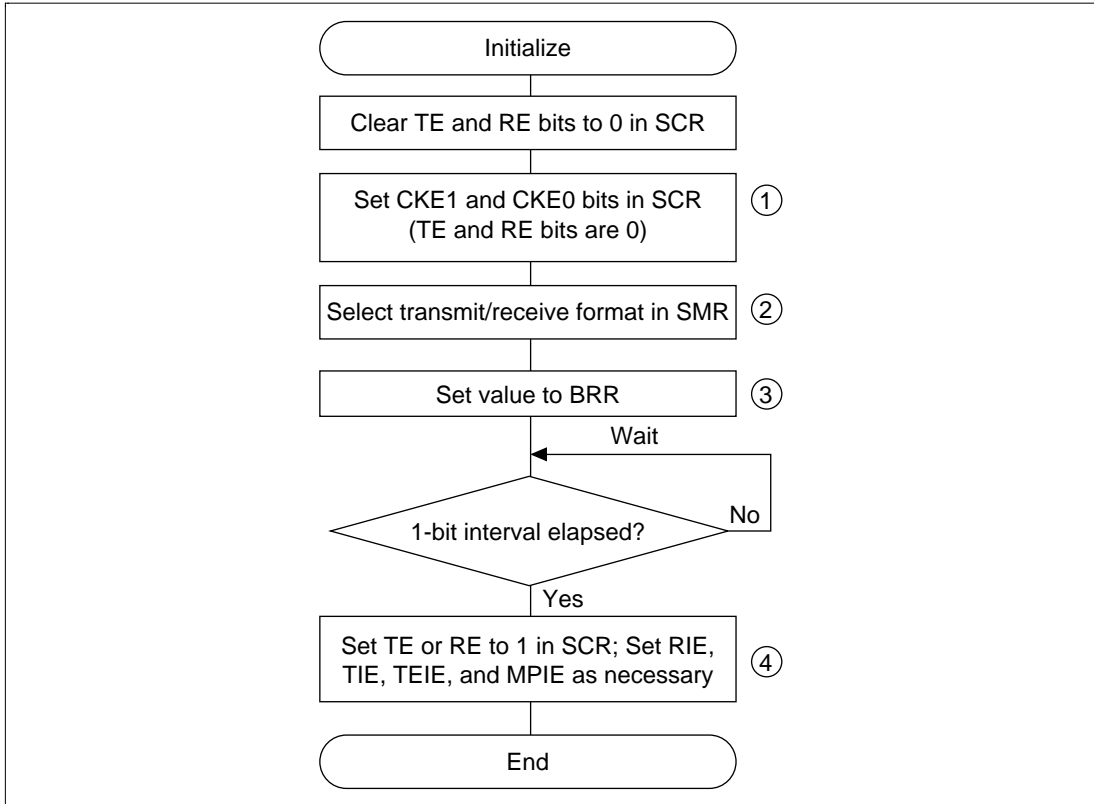 Initialize
Clear TE and RE bits to 0 in SCR
Set CKE1 and CKE0 bits in SCR
(TE and RE bits are 0)
1
Select transmit/receive format in SMR
2
Set value to BRR
3
Wait
1-bit interval elapsed?
No
Yes
Set TE or RE to 1 in SCR; Set RIE,
TIE, TEIE, and MPIE as necessary
4
End